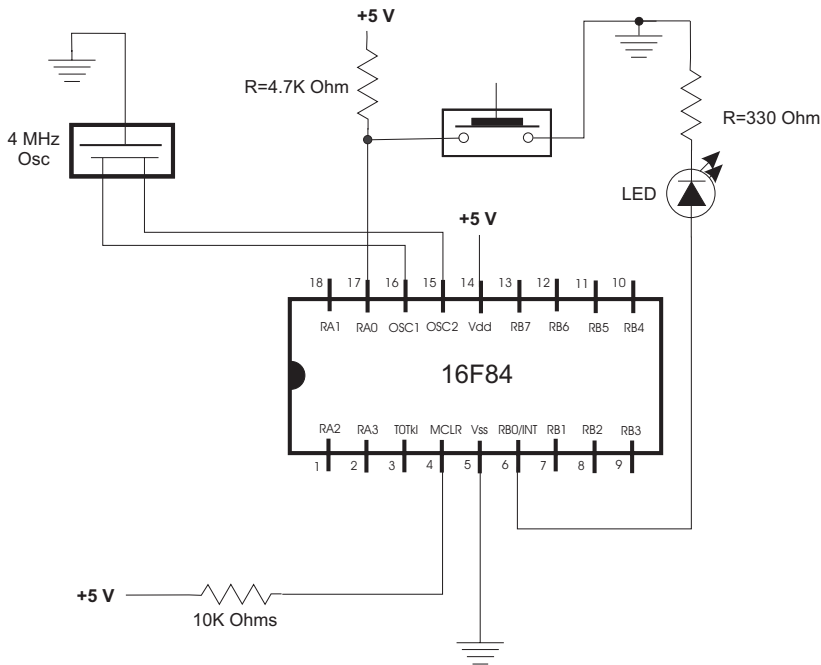 +5 V
R=4.7K Ohm
R=330 Ohm
4 MHz
Osc
LED
+5 V
18 17 16 15 14 13 12 11 10
RA1 RA0 OSC1 OSC2 Vdd RB7 RB6 RB5 RB4
16F84
RA2 RA3 T0TkI MCLR Vss RB0/INT RB1 RB2 RB3
1 2 3 4 5 6 7 8 9
+5 V
10K Ohms